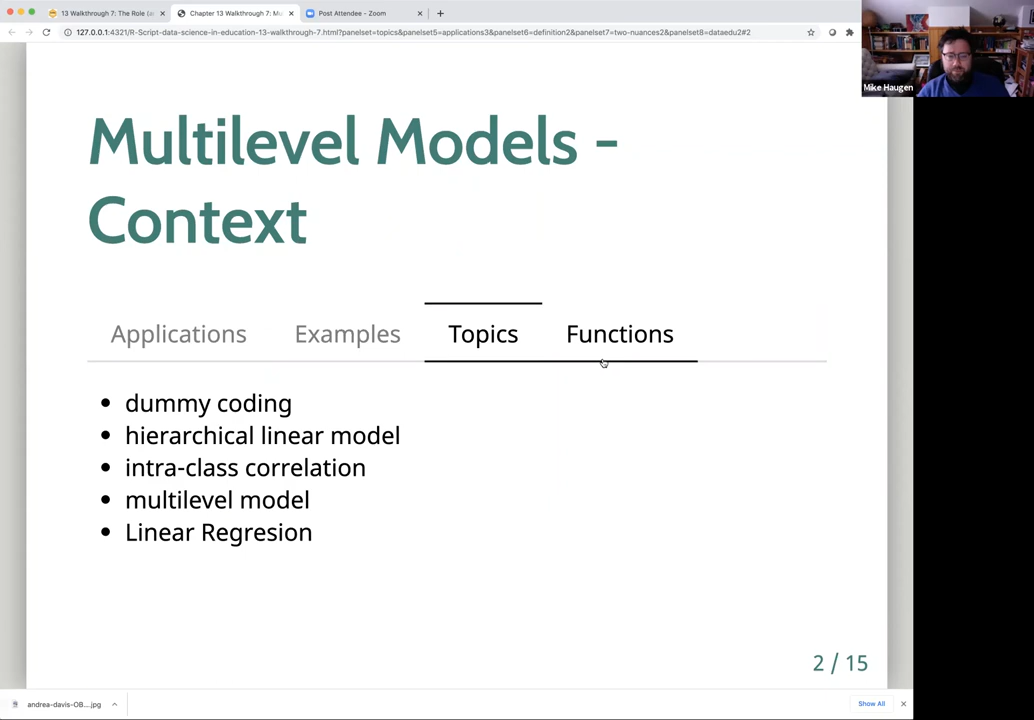 13 Walkthrough 7: The Role (a
Chapter 13 Walkthrough 7: Mu
Post Attendee - Zoom
127.0.0.1:4321/R-Script-data-science-in-education-13-walkthrough-7.html?panelset=topics&panelset5=applications3&panelset6=definition2&panelset7=two-nuances2&panelset8=dataedu2#2
Mike Haugen
Multilevel Models -
Context
Applications Examples Topics Functions
• dummy coding
• hierarchical linear model
• intra-class correlation
• multilevel model
• Linear Regresion
2 / 15
andrea-davis-OB....jpg
Show All